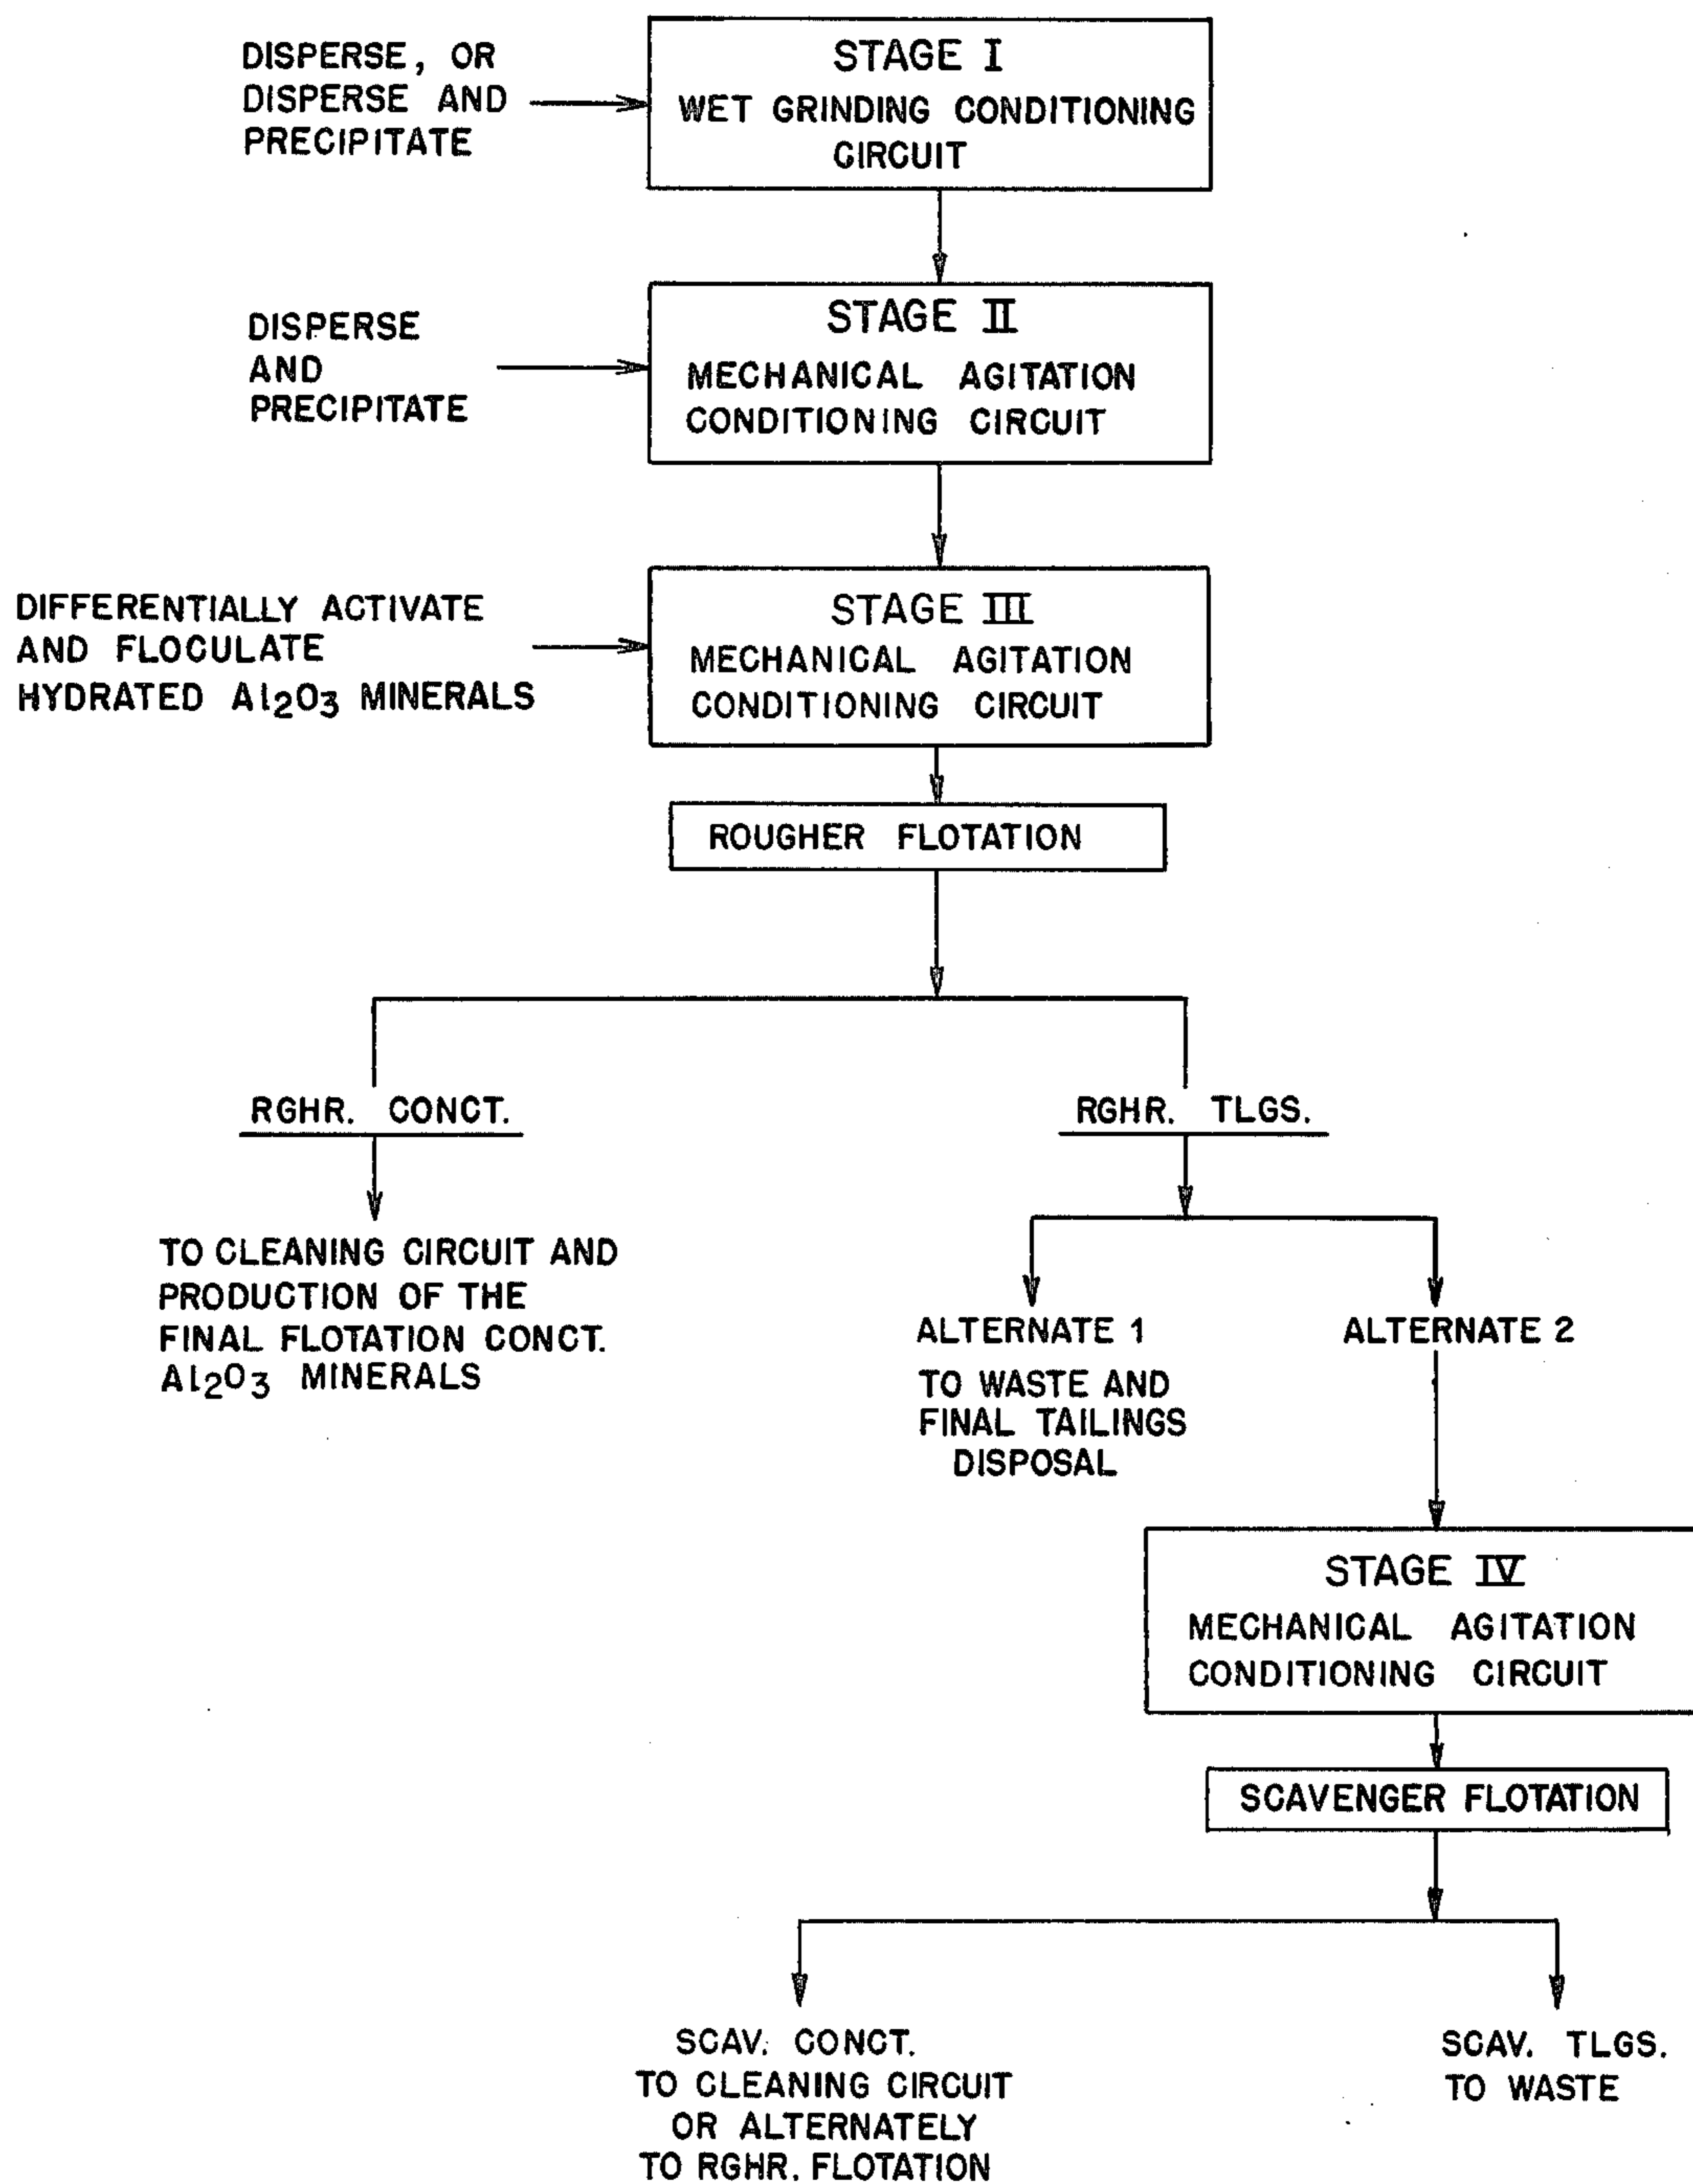 DISPERSE, OR
DISPERSE AND
PRECIPITATE
STAGE I
WET GRINDING CONDITIONING
CIRCUIT
DISPERSE
AND
PRECIPITATE
STAGE II
MECHANICAL AGITATION
CONDITIONING CIRCUIT
DIFFERENTIALLY ACTIVATE
AND FLOCULATE
HYDRATED Al2O3 MINERALS
STAGE III
MECHANICAL AGITATION
CONDITIONING CIRCUIT
ROUGHER FLOTATION
RGHR. CONCT.
RGHR. TLGS.
TO CLEANING CIRCUIT AND
PRODUCTION OF THE
FINAL FLOTATION CONCT.
Al2O3 MINERALS
ALTERNATE 1
TO WASTE AND
FINAL TAILINGS
DISPOSAL
ALTERNATE 2
STAGE IV
MECHANICAL AGITATION
CONDITIONING CIRCUIT
SCAVENGER FLOTATION
SCAV. CONCT.
TO CLEANING CIRCUIT
OR ALTERNATELY
TO RGHR. FLOTATION
SCAV. TLGS.
TO WASTE